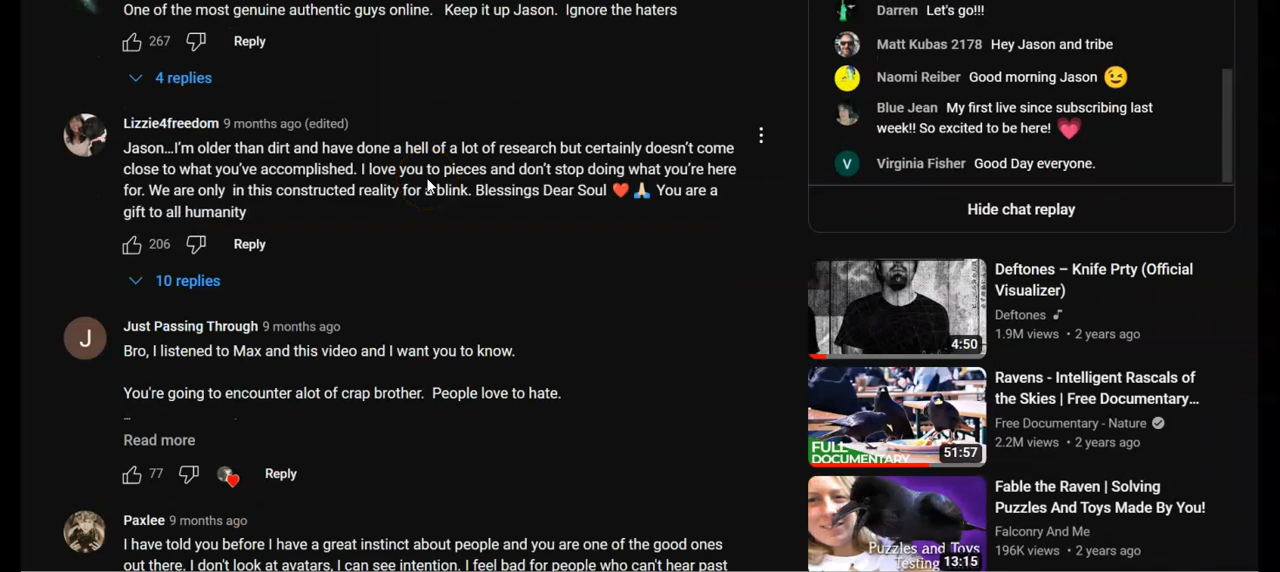 One of the most genuine authentic guys online. Keep it up Jason. Ignore the haters
267
Reply
4 replies
Lizzie4freedom 9 months ago (edited)
Jason...I'm older than dirt and have done a hell of a lot of research but certainly doesn't come
close to what you've accomplished. I love you to pieces and don't stop doing what you're here
for. We are only in this constructed reality for a blink. Blessings Dear Soul ❤️ 🙏 You are a
gift to all humanity
206
Reply
10 replies
J
Just Passing Through 9 months ago
Bro, I listened to Max and this video and I want you to know.
You're going to encounter alot of crap brother. People love to hate.
...
Read more
77
Reply
Paxlee 9 months ago
I have told you before I have a great instinct about people and you are one of the good ones
out there. I don't look at avatars, I can see intention. I feel bad for people who can't hear past
Darren Let's go!!!
Matt Kubas 2178 Hey Jason and tribe
Naomi Reiber Good morning Jason 😉
Blue Jean My first live since subscribing last
week!! So excited to be here! 💗
V
Virginia Fisher Good Day everyone.
Hide chat replay
4:50
Deftones – Knife Prty (Official
Visualizer)
Deftones
1.9M views • 2 years ago
FULL
DOCUMENTARY
51:57
Ravens - Intelligent Rascals of
the Skies | Free Documentary...
Free Documentary - Nature
2.2M views • 2 years ago
Puzzles and Toys
Testing
13:15
Fable the Raven | Solving
Puzzles And Toys Made By You!
Falconry And Me
196K views • 2 years ago